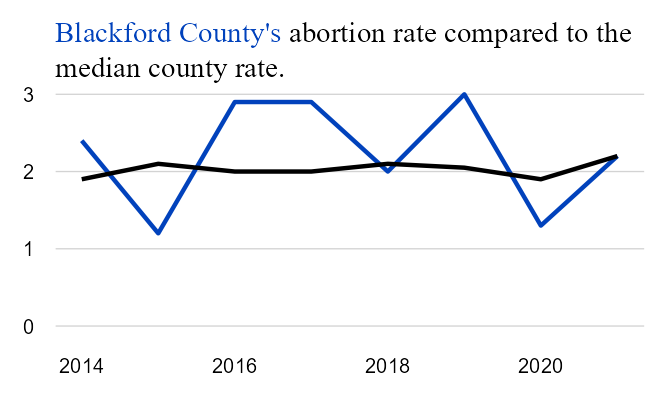 Blackford County's abortion rate compared to the
median county rate.
3
2
1
0
2014 2016 2018 2020